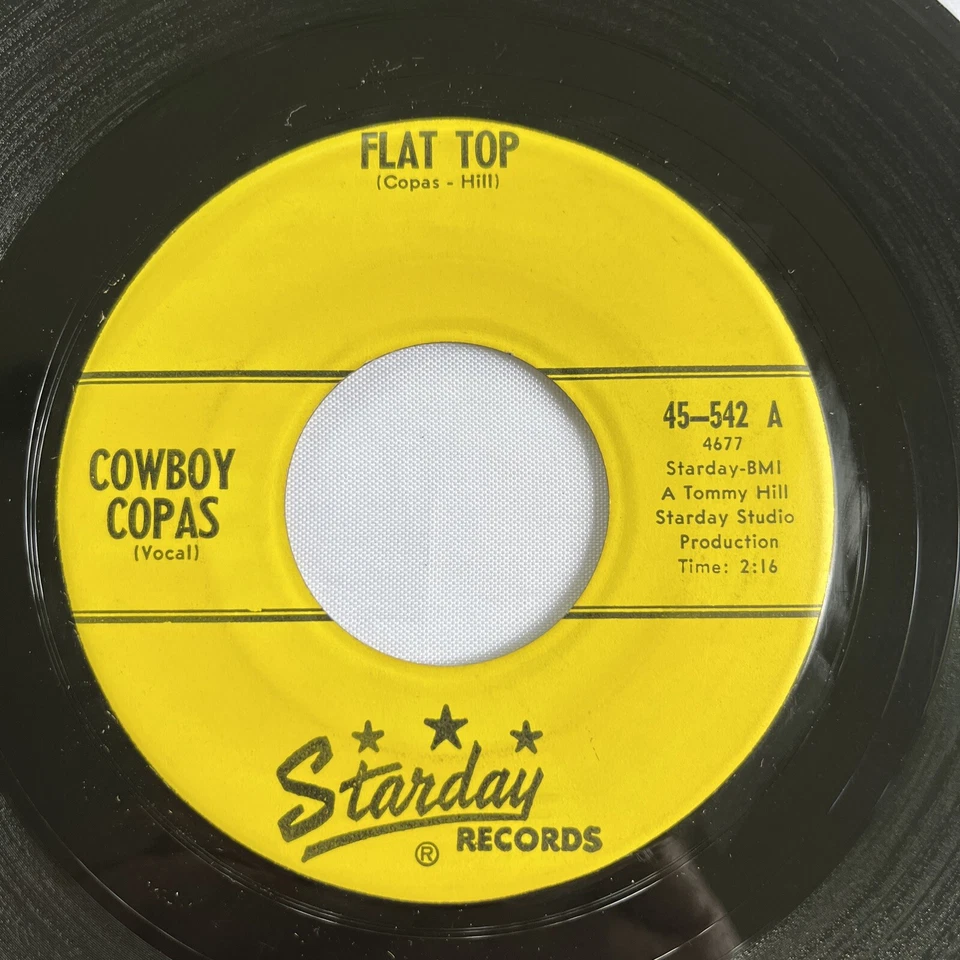 FLAT TOP
(Copas - Hill)
COWBOY
COPAS
(Vocal)
45-542 A
4677
Starday-BMI
A Tommy Hill
Starday Studio
Production
Time: 2:16
Starday
® RECORDS